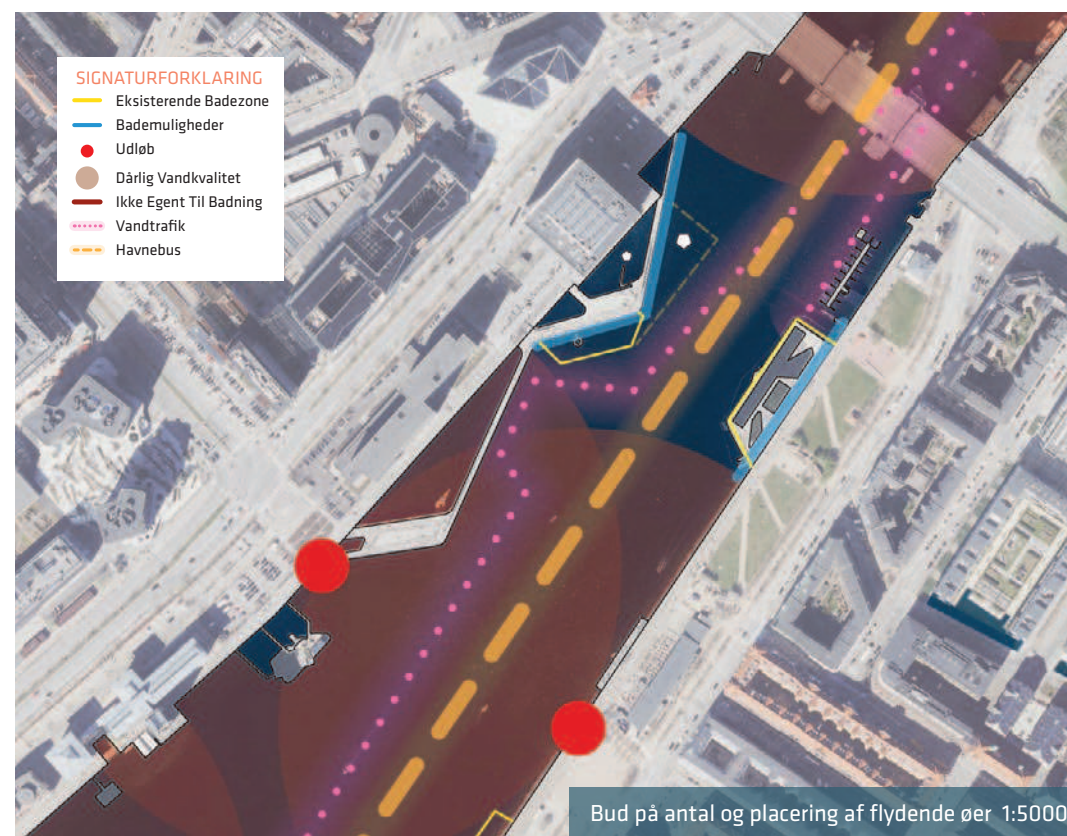 SIGNATURFORKLARING
Eksisterende Badezone
Bademuligheder
Udløb
Dårlig Vandkvalitet
Ikke Egent Til Badning
Vandtrafik
Havnebus
Bud på antal og placering af flydende øer 1:5000